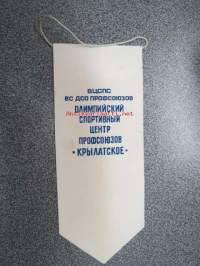 ВЦСПС
ВС ДСО ПРОФСОЮЗОВ
ОЛИМПИЙСКИЙ
СПОРТИВНЫЙ
ЦЕНТР
ПРОФСОЮЗОВ
•КРЫЛАТСКОЕ•